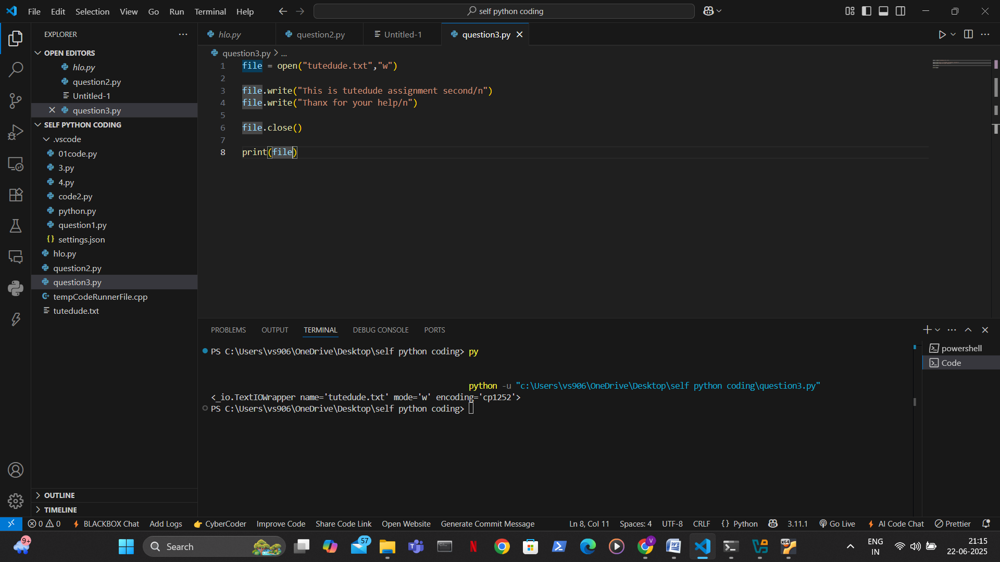 File Edit Selection View Go Run Terminal Help
self python coding
EXPLORER
OPEN EDITORS
hlo.py
question2.py
Untitled-1
question3.py
SELF PYTHON CODING
.vscode
01code.py
3.py
4.py
code2.py
python.py
question1.py
{} settings.json
hlo.py
question2.py
question3.py
tempCodeRunnerFile.cpp
tutedude.txt
OUTLINE
TIMELINE
hlo.py question2.py Untitled-1 question3.py
question3.py > ...
1 file = open("tutedude.txt","w")
2
3 file.write("This is tutedude assignment second/n")
4 file.write("Thanx for your help/n")
5
6 file.close()
7
8 print(file)
PROBLEMS OUTPUT TERMINAL DEBUG CONSOLE PORTS
powershell
Code
PS C:\Users\vs906\OneDrive\Desktop\self python coding> py
python -u "c:\Users\vs906\OneDrive\Desktop\self python coding\question3.py"
<_io.TextIOWrapper name='tutedude.txt' mode='w' encoding='cp1252'>
PS C:\Users\vs906\OneDrive\Desktop\self python coding>
0 0 BLACKBOX Chat Add Logs CyberCoder Improve Code Share Code Link Open Website Generate Commit Message Ln 8, Col 11 Spaces: 4 UTF-8 CRLF {} Python 3.11.1 Go Live AI Code Chat Prettier
9+
Search
57
V
x64
ENG
IN
21:15
22-06-2025